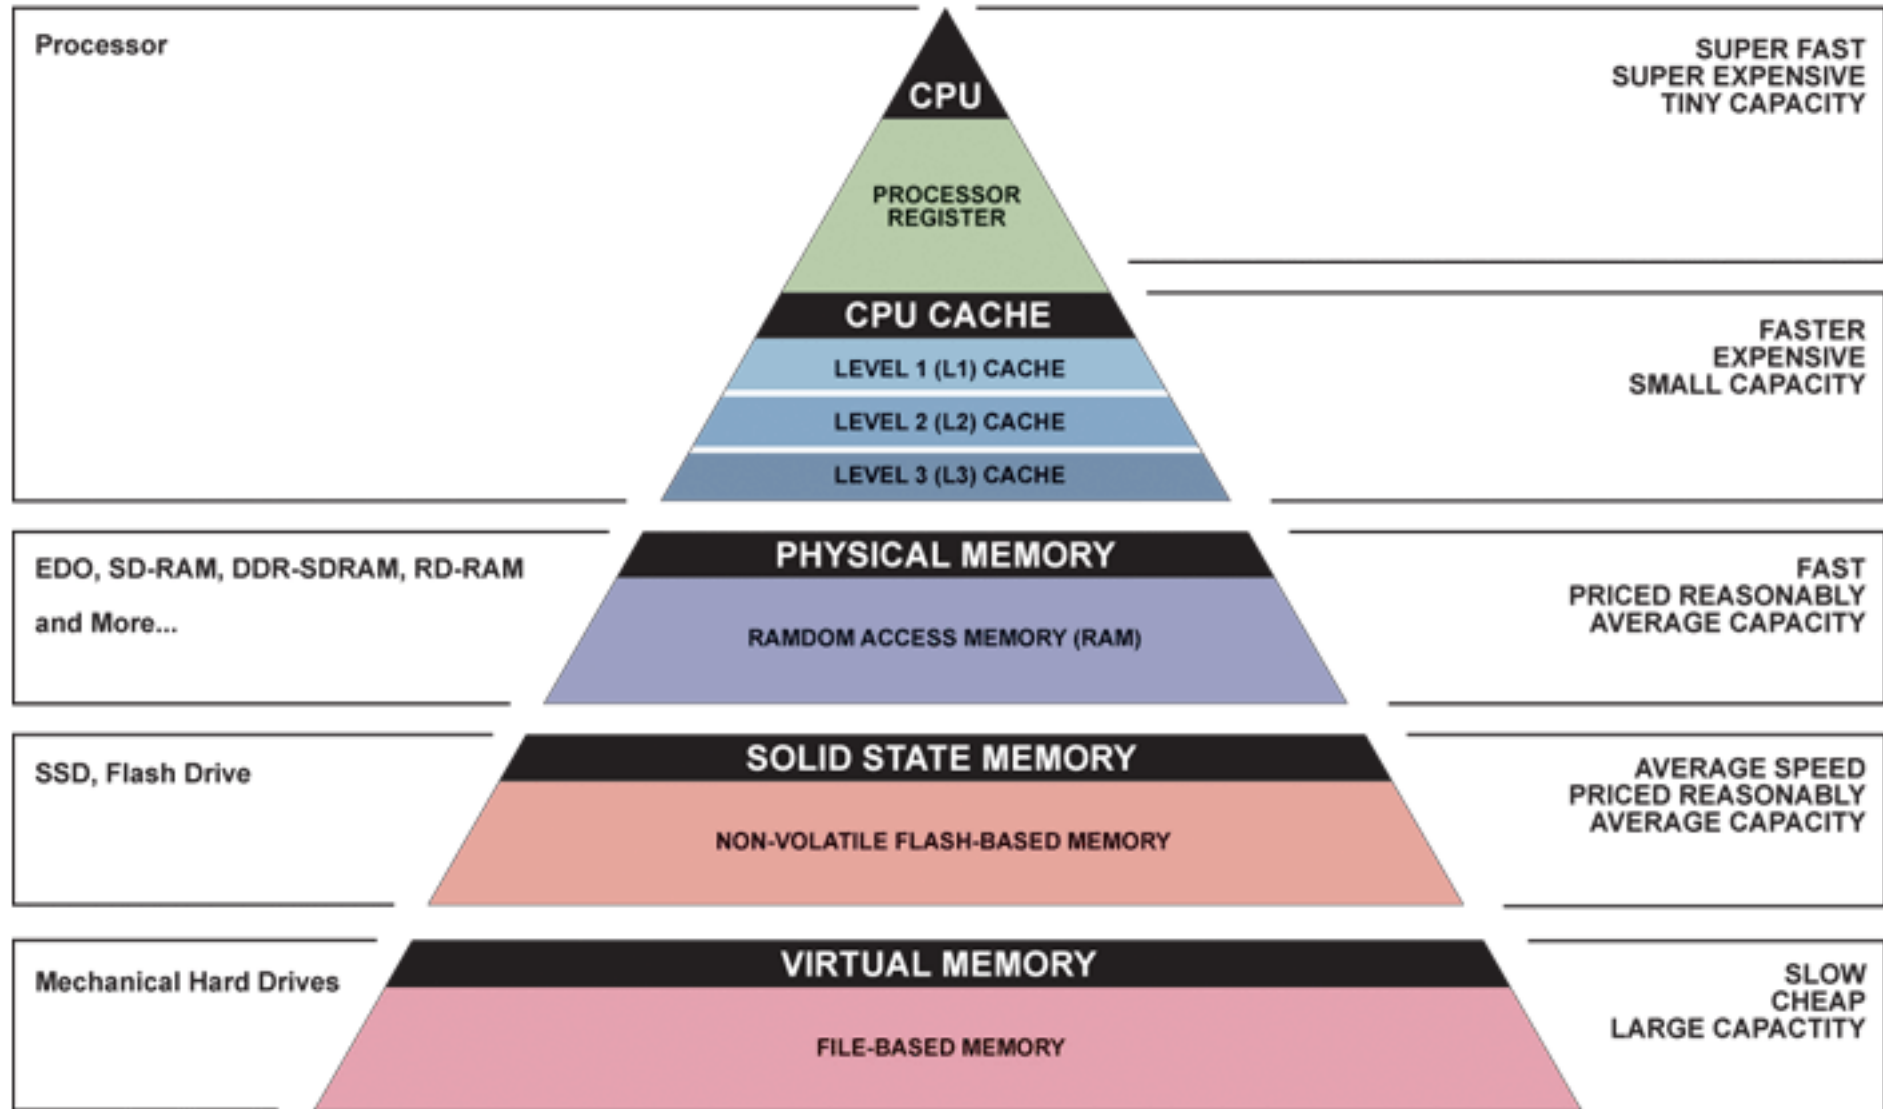 Processor
CPU
SUPER FAST
SUPER EXPENSIVE
TINY CAPACITY
PROCESSOR
REGISTER
CPU CACHE
LEVEL 1 (L1) CACHE
LEVEL 2 (L2) CACHE
LEVEL 3 (L3) CACHE
FASTER
EXPENSIVE
SMALL CAPACITY
EDO, SD-RAM, DDR-SDRAM, RD-RAM
and More...
PHYSICAL MEMORY
RAMDOM ACCESS MEMORY (RAM)
FAST
PRICED REASONABLY
AVERAGE CAPACITY
SSD, Flash Drive
SOLID STATE MEMORY
NON-VOLATILE FLASH-BASED MEMORY
AVERAGE SPEED
PRICED REASONABLY
AVERAGE CAPACITY
Mechanical Hard Drives
VIRTUAL MEMORY
FILE-BASED MEMORY
SLOW
CHEAP
LARGE CAPACTITY